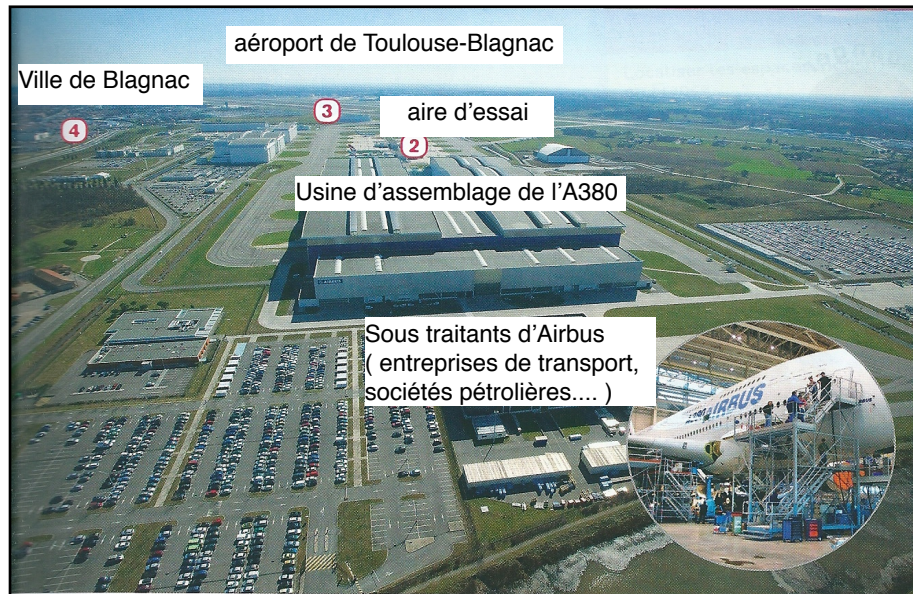 aéroport de Toulouse-Blagnac
Ville de Blagnac
3
4
aire d'essai
2
Usine d'assemblage de l'A380
AIRBUS
Sous traitants d'Airbus
( entreprises de transport,
sociétés pétrolières.... )
AIRBUS